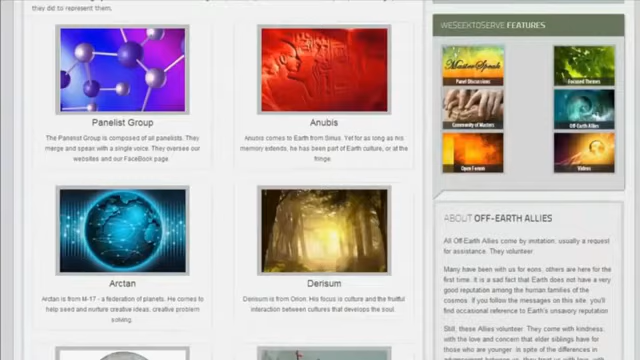 they did to represent them.
Panelist Group
The Panelist Group is composed of all panelists. They
merge and speak with a single voice. They oversee our
websites and our FaceBook page.
Anubis
Anubis comes to Earth from Sirius. Yet for as long as his
memory extends, he has been part of Earth culture, or at the
fringe.
Arctan
Arctan is from M-17 - a federation of planets. He comes to
help seed and nurture creative ideas, creative problem
solving.
Derisum
Derisum is from Orion. His focus is culture and the fruitful
interaction between cultures that develops the soul.
WESEEKTOSERVE FEATURES
MasterSpeak
Panel Discussions
Focused Themes
Community of Masters
Off-Earth Allies
Open Forum
Videos
ABOUT OFF-EARTH ALLIES
All Off-Earth Allies come by invitation, usually a request
for assistance. They volunteer
Many have been with us for eons, others are here for the
first time. It is a sad fact that Earth does not have a very
good reputation among the human families of the
cosmos. If you follow the messages on this site, you'll
find occasional reference to Earth's unsavory reputation
Still, these Allies volunteer. They come with kindness,
with the love and concern that elder siblings have for
those who are younger. In spite of the differences in